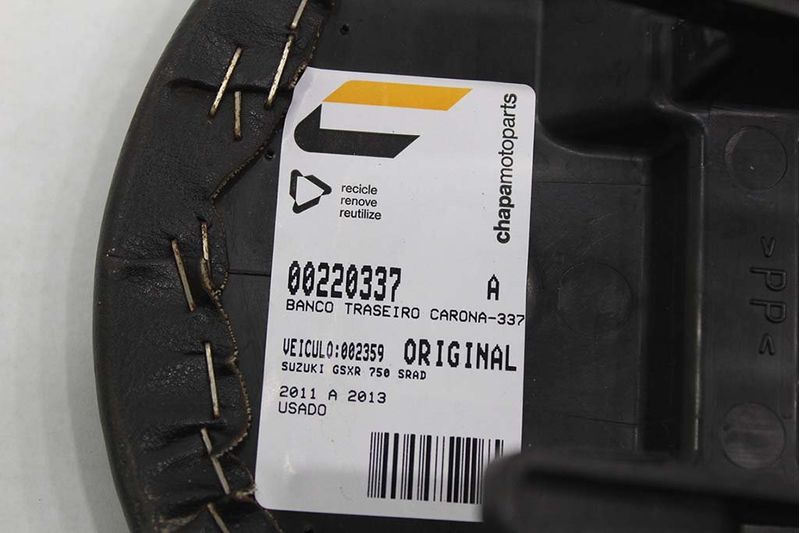 chapamotoparts
recicle
renove
reutilize
00220337 A
BANCO TRASEIRO CARONA-337
VEICULO:002359 ORIGINAL
SUZUKI GSXR 750 SRAD
2011 A 2013
USADO
>PP<